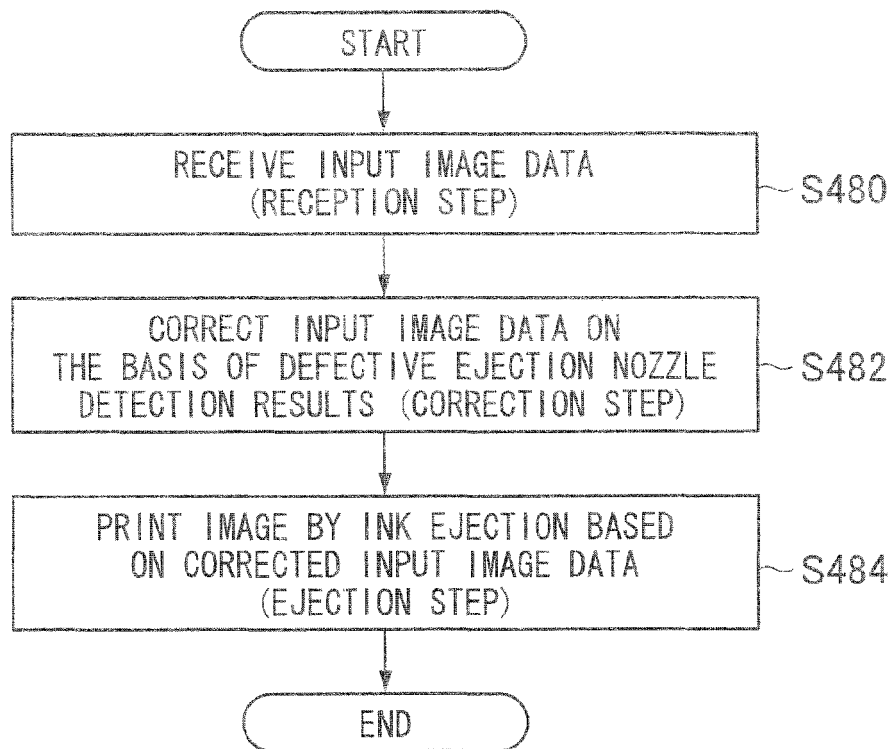 START
RECEIVE INPUT IMAGE DATA
(RECEPTION STEP)
S480
CORRECT INPUT IMAGE DATA ON
THE BASIS OF DEFECTIVE EJECTION NOZZLE
DETECTION RESULTS (CORRECTION STEP)
S482
PRINT IMAGE BY INK EJECTION BASED
ON CORRECTED INPUT IMAGE DATA
(EJECTION STEP)
S484
END